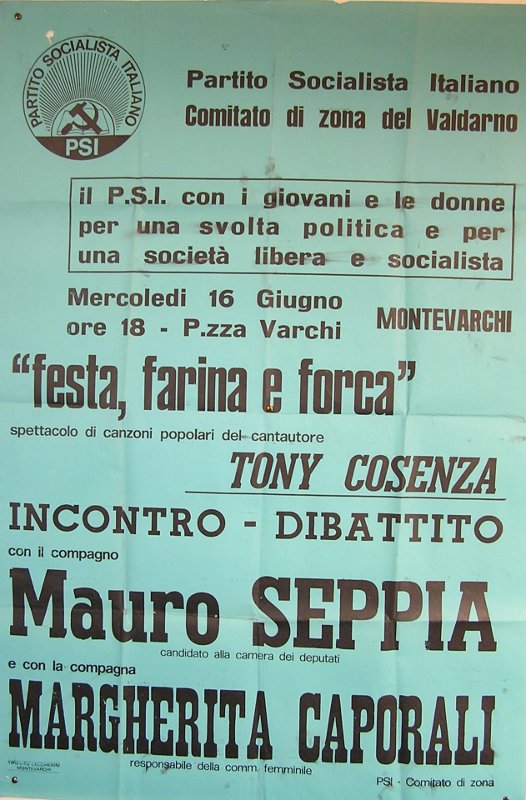 PARTITO SOCIALISTA ITALIANO
PSI
Partito Socialista Italiano
Comitato di zona del Valdarno
il P.S.I. con i giovani e le donne
per una svolta politica e per
una società libera e socialista
Mercoledi 16 Giugno
ore 18 - P.zza Varchi
MONTEVARCHI
“festa, farina e forca”
spettacolo di canzoni popolari del cantautore
TONY COSENZA
INCONTRO - DIBATTITO
con il compagno
Mauro SEPPIA
candidato alla camera dei deputati
e con la compagna
MARGHERITA CAPORALI
responsabile della comm. femminile
MONTEVARCHI
PSI - Comitato di zona